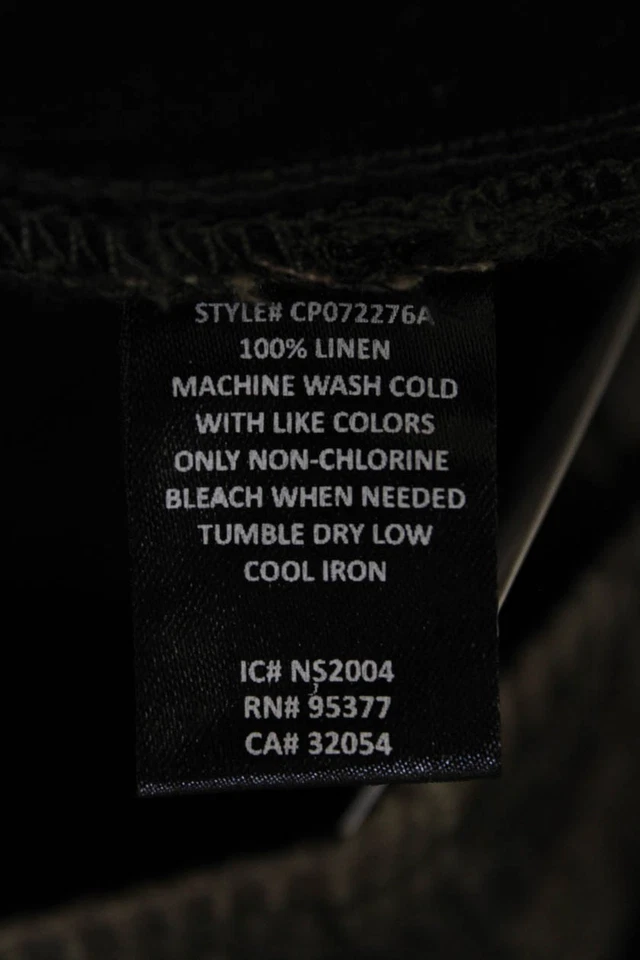 STYLE# CP072276A
100% LINEN
MACHINE WASH COLD
WITH LIKE COLORS
ONLY NON-CHLORINE
BLEACH WHEN NEEDED
TUMBLE DRY LOW
COOL IRON
IC# NS2004
RN# 95377
CA# 32054